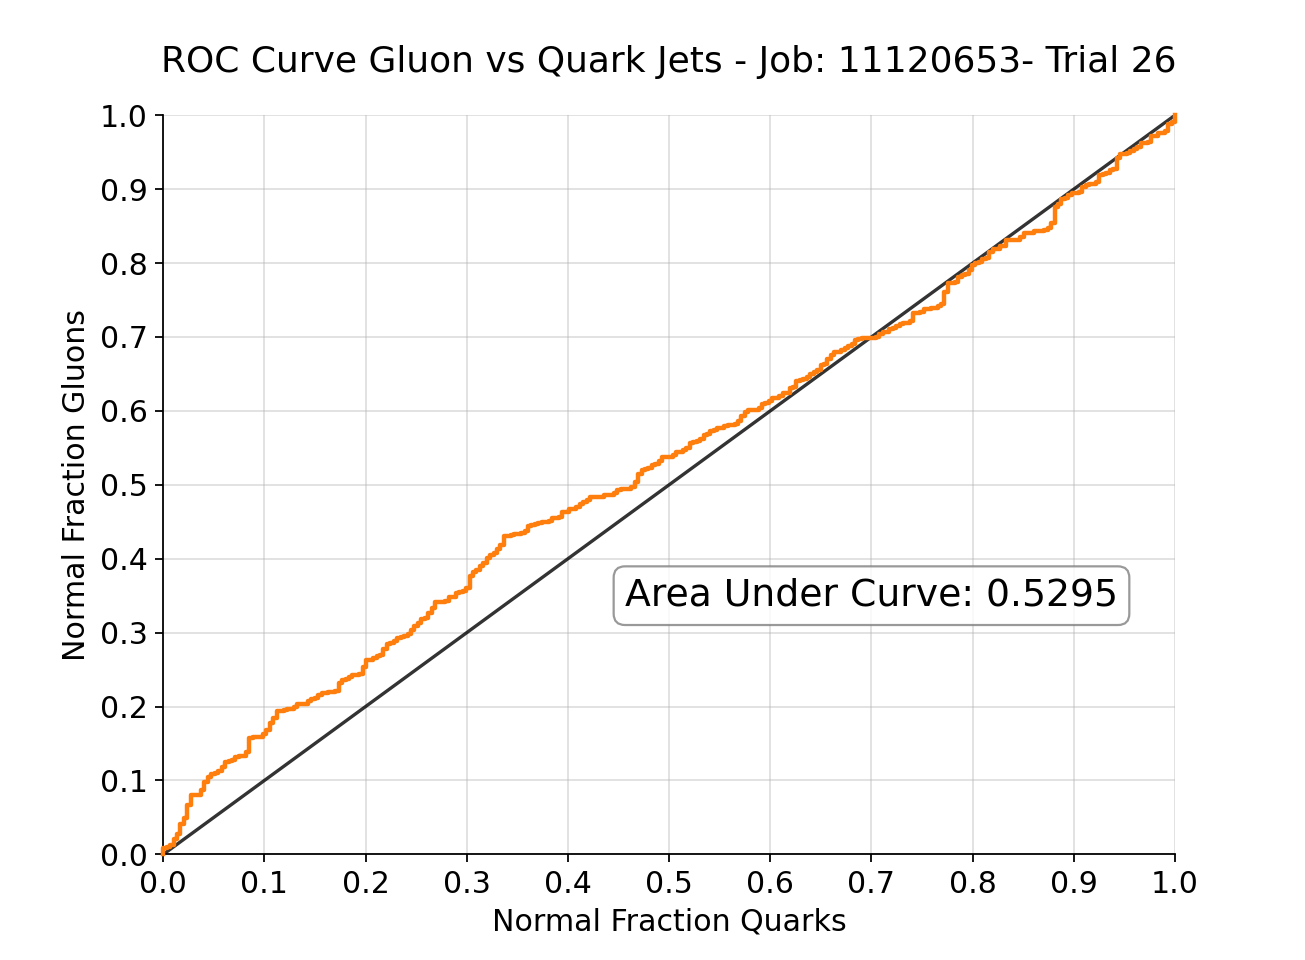 ROC Curve Gluon vs Quark Jets - Job: 11120653- Trial 26
1.0
0.9
0.8
0.7
0.6
0.5
0.4
0.3
0.2
0.1
0.0
Normal Fraction Gluons
Area Under Curve: 0.5295
0.0 0.1 0.2 0.3 0.4 0.5 0.6 0.7 0.8 0.9 1.0
Normal Fraction Quarks